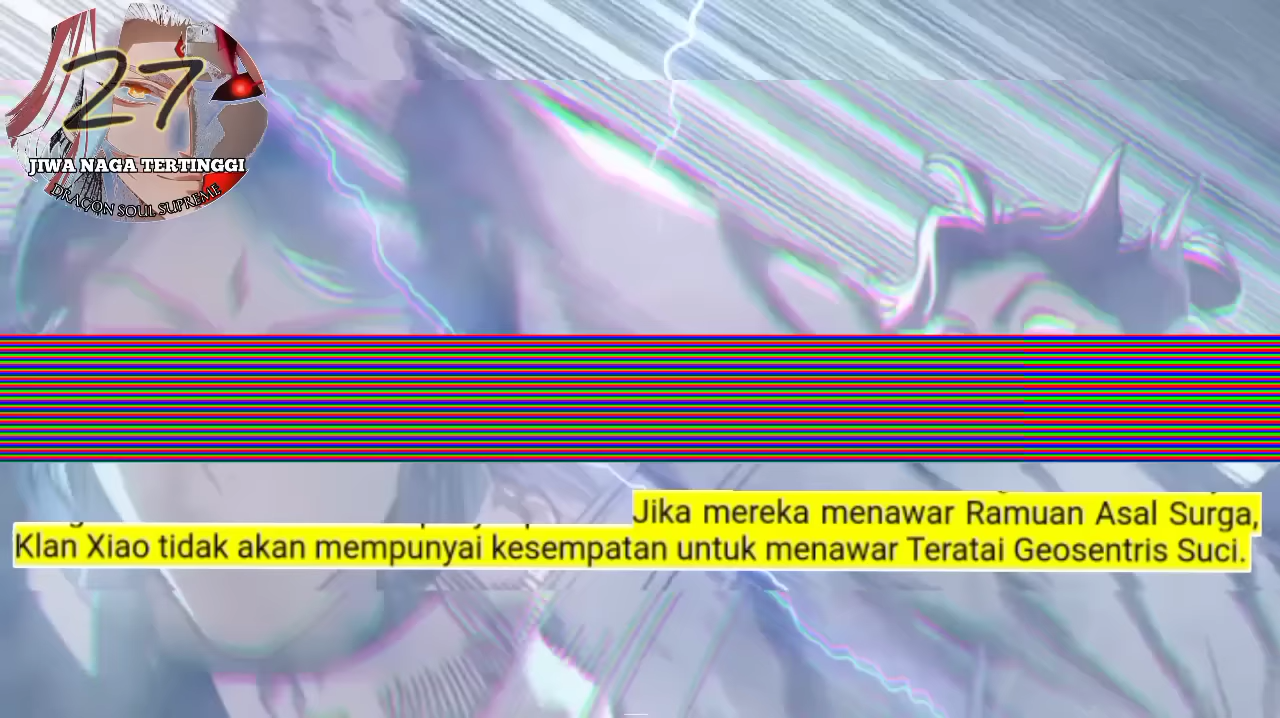 27
JIWA NAGA TERTINGGI
DRAGON SOUL SUPREME
Jika mereka menawar Ramuan Asal Surga,
Klan Xiao tidak akan mempunyai kesempatan untuk menawar Teratai Geosentris Suci.